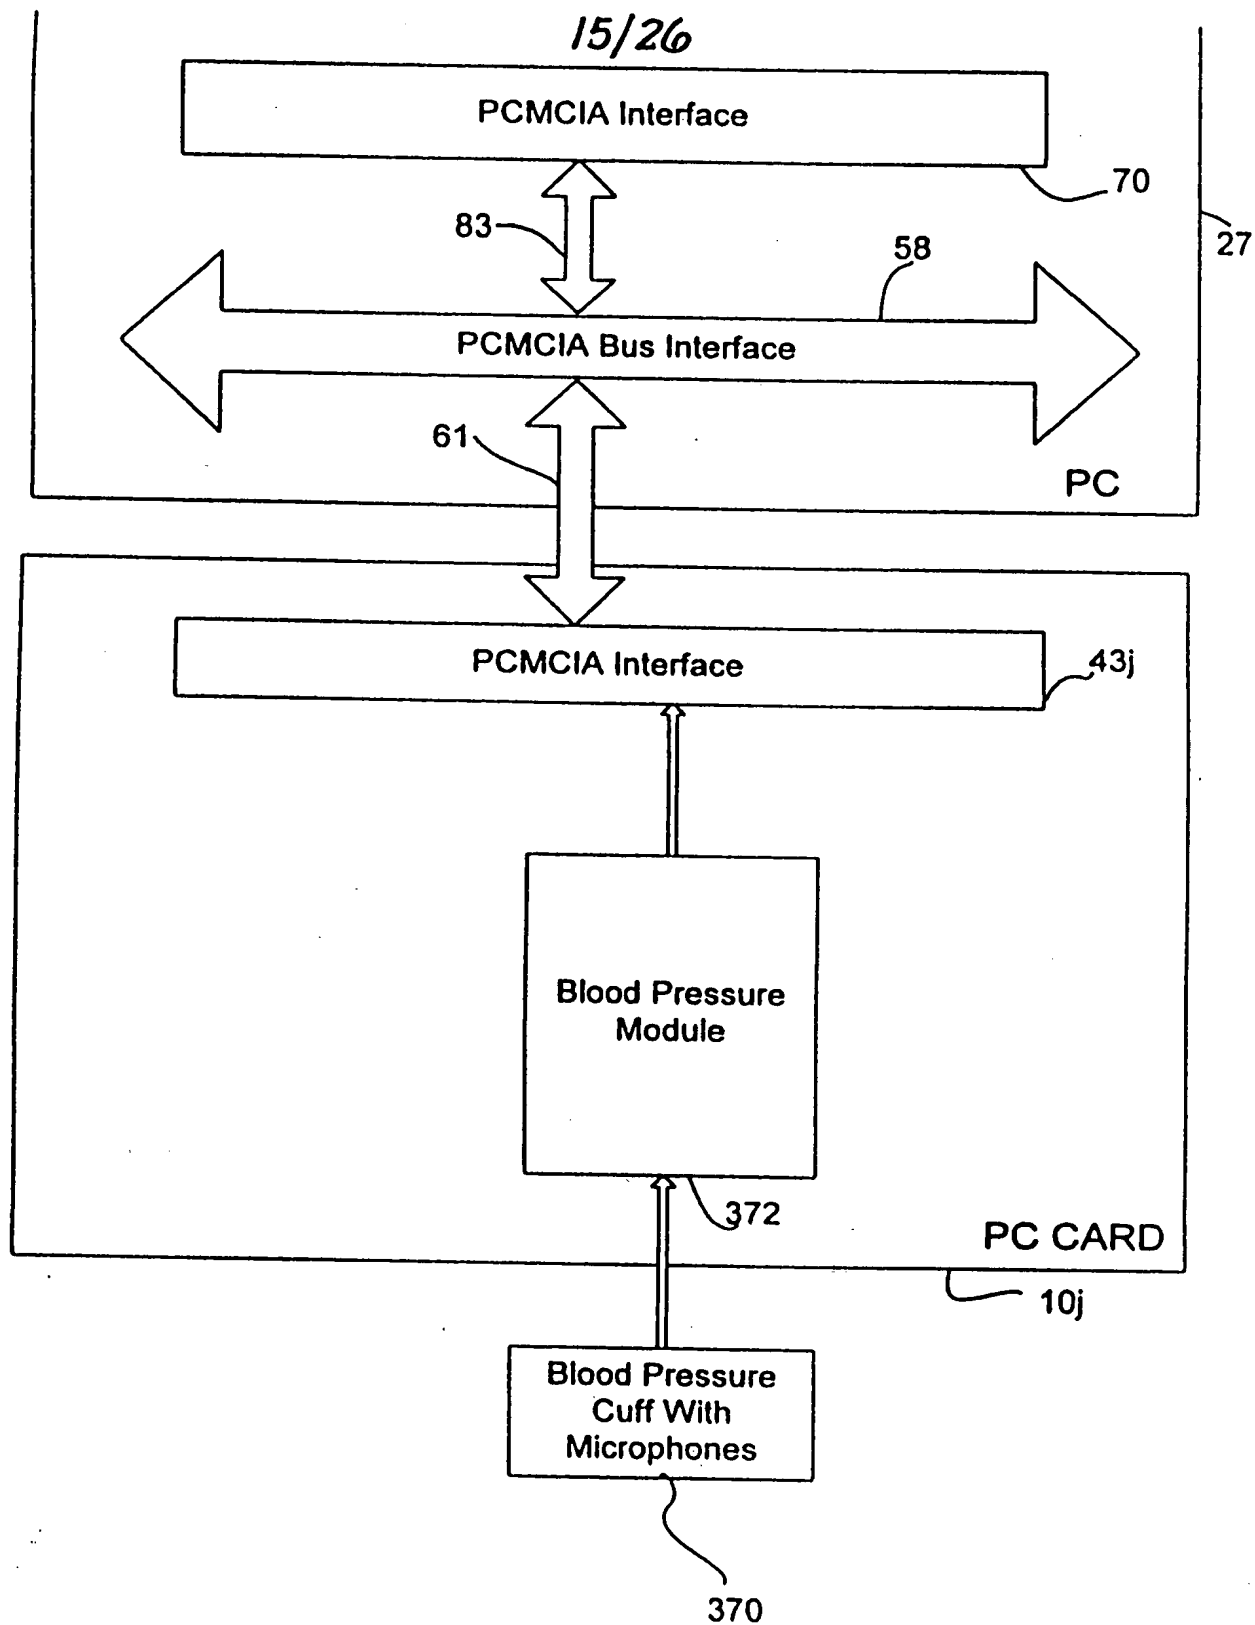 15/26
PCMCIA Interface
70
83
27
58
PCMCIA Bus Interface
61
PC
PCMCIA Interface
43j
Blood Pressure
Module
372
PC CARD
10j
Blood Pressure
Cuff With
Microphones
370